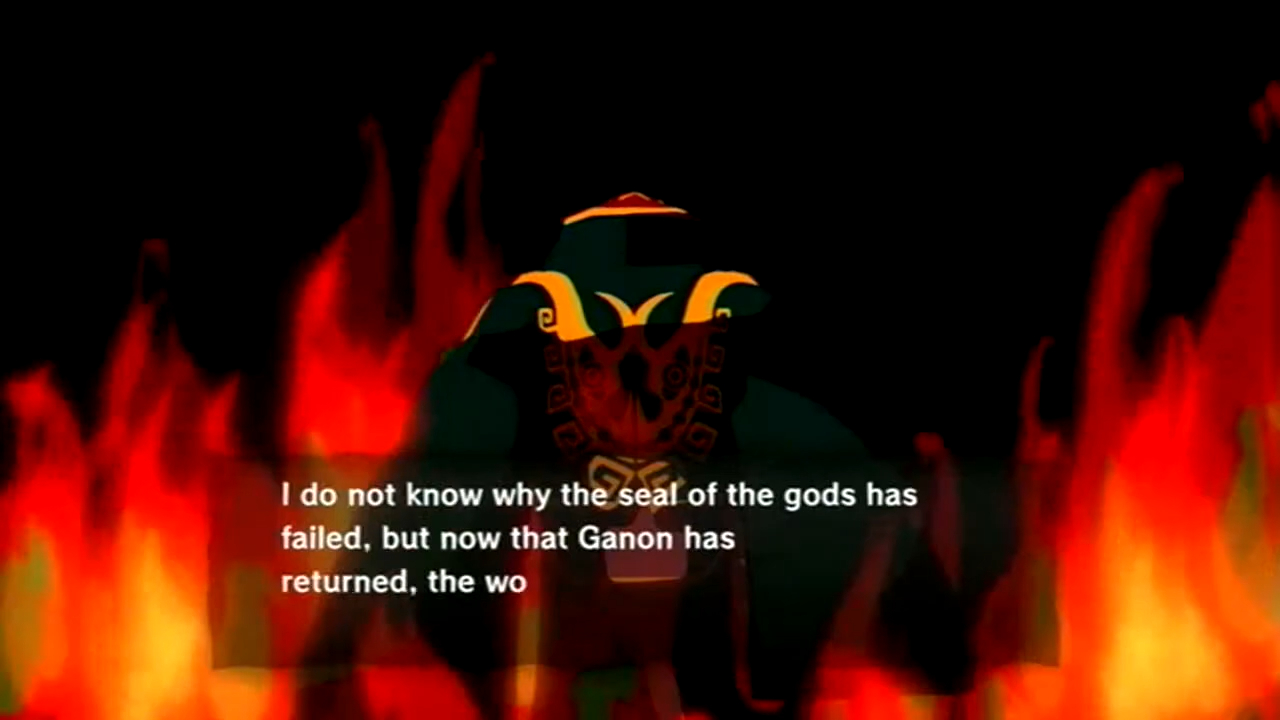 I do not know why the seal of the gods has
failed, but now that Ganon has
returned, the wo